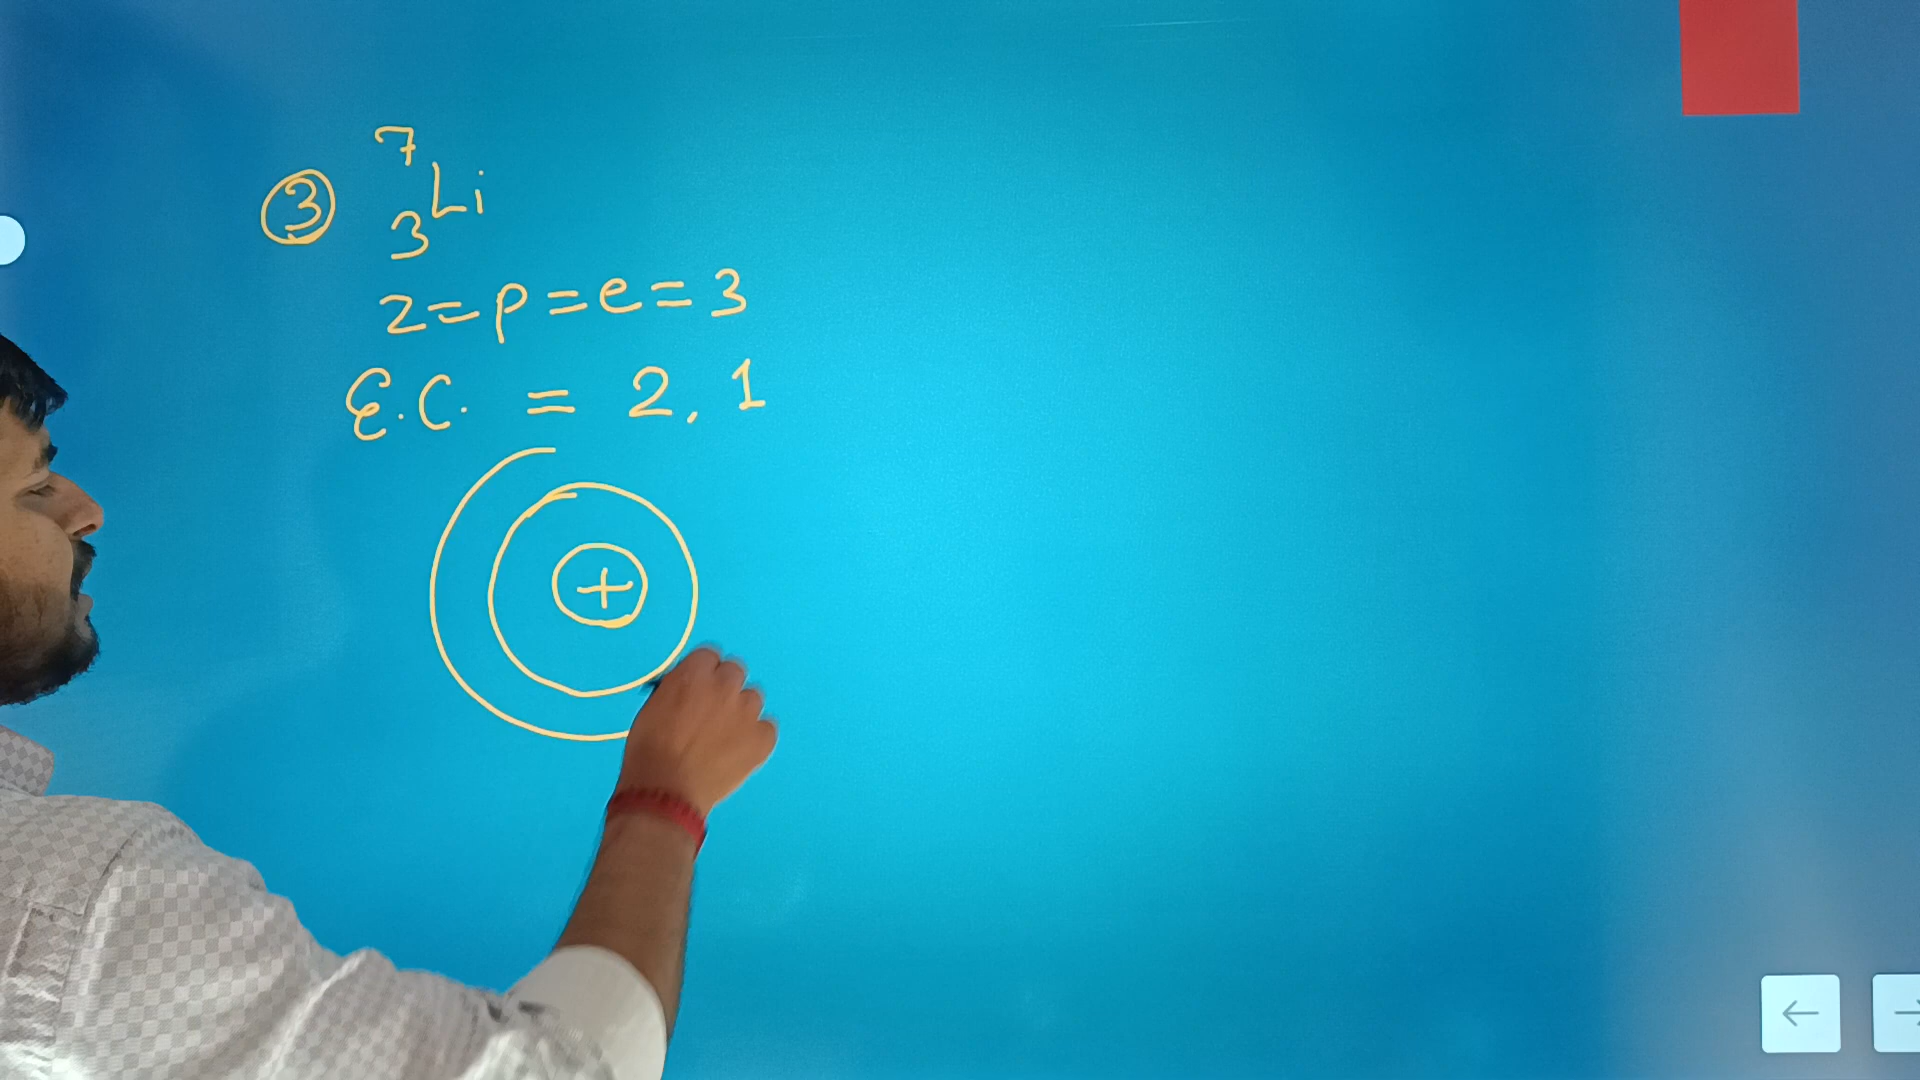 ③ ⁷₃Li
z=p=e=3
E.C. = 2, 1
+